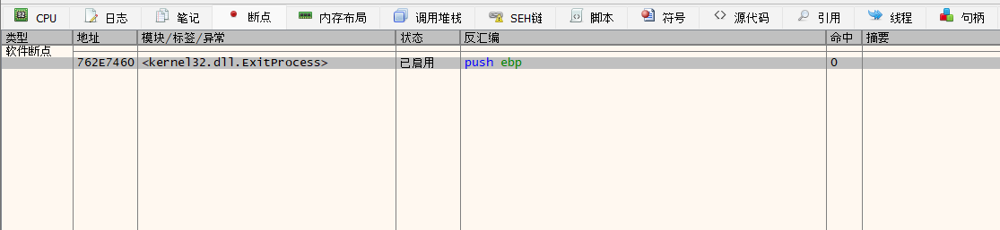 CPU 日志 笔记 断点 内存布局 调用堆栈 SEH链 脚本 符号 源代码 引用 线程 句柄
类型 地址 模块/标签/异常 状态 反汇编 命中 摘要
软件断点
762E7460 <kernel32.dll.ExitProcess> 已启用 push ebp 0